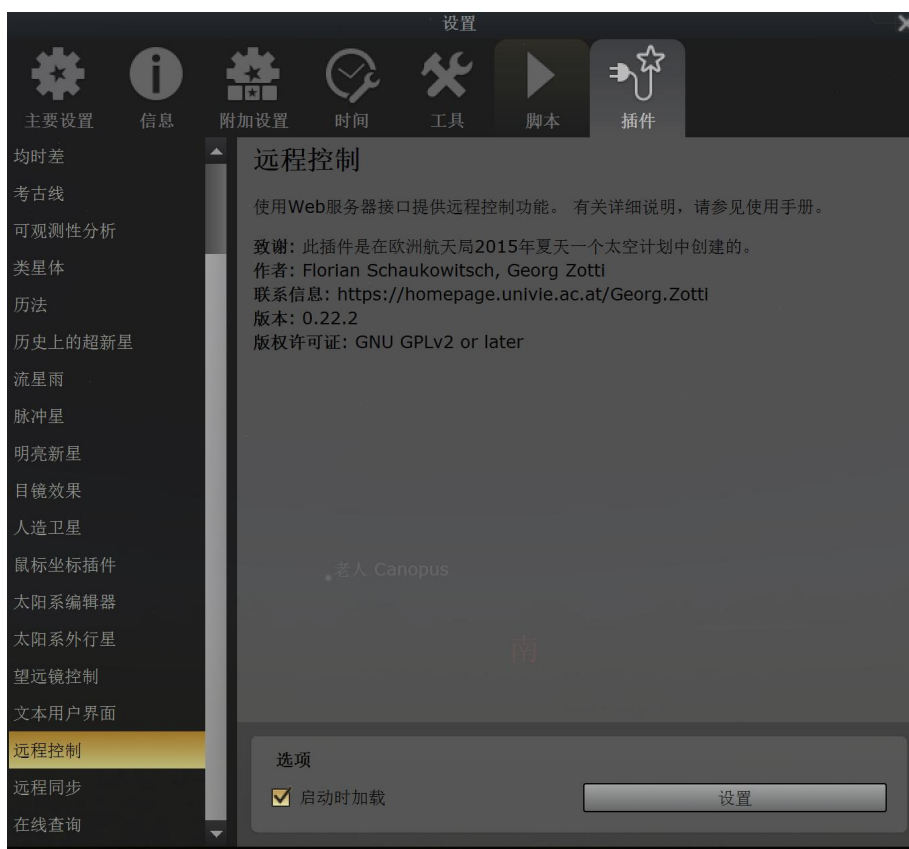 设置
主要设置
信息
附加设置
时间
工具
脚本
插件
均时差
考古线
可观测性分析
类星体
历法
历史上的超新星
流星雨
脉冲星
明亮新星
目镜效果
人造卫星
鼠标坐标插件
太阳系编辑器
太阳系外行星
望远镜控制
文本用户界面
远程控制
远程同步
在线查询
远程控制
使用Web服务器接口提供远程控制功能。 有关详细说明，请参见使用手册。
致谢: 此插件是在欧洲航天局2015年夏天一个太空计划中创建的。
作者: Florian Schaukowitsch, Georg Zotti
联系信息: https://homepage.univie.ac.at/Georg.Zotti
版本: 0.22.2
版权许可证: GNU GPLv2 or later
老人 Canopus
南
选项
启动时加载
设置